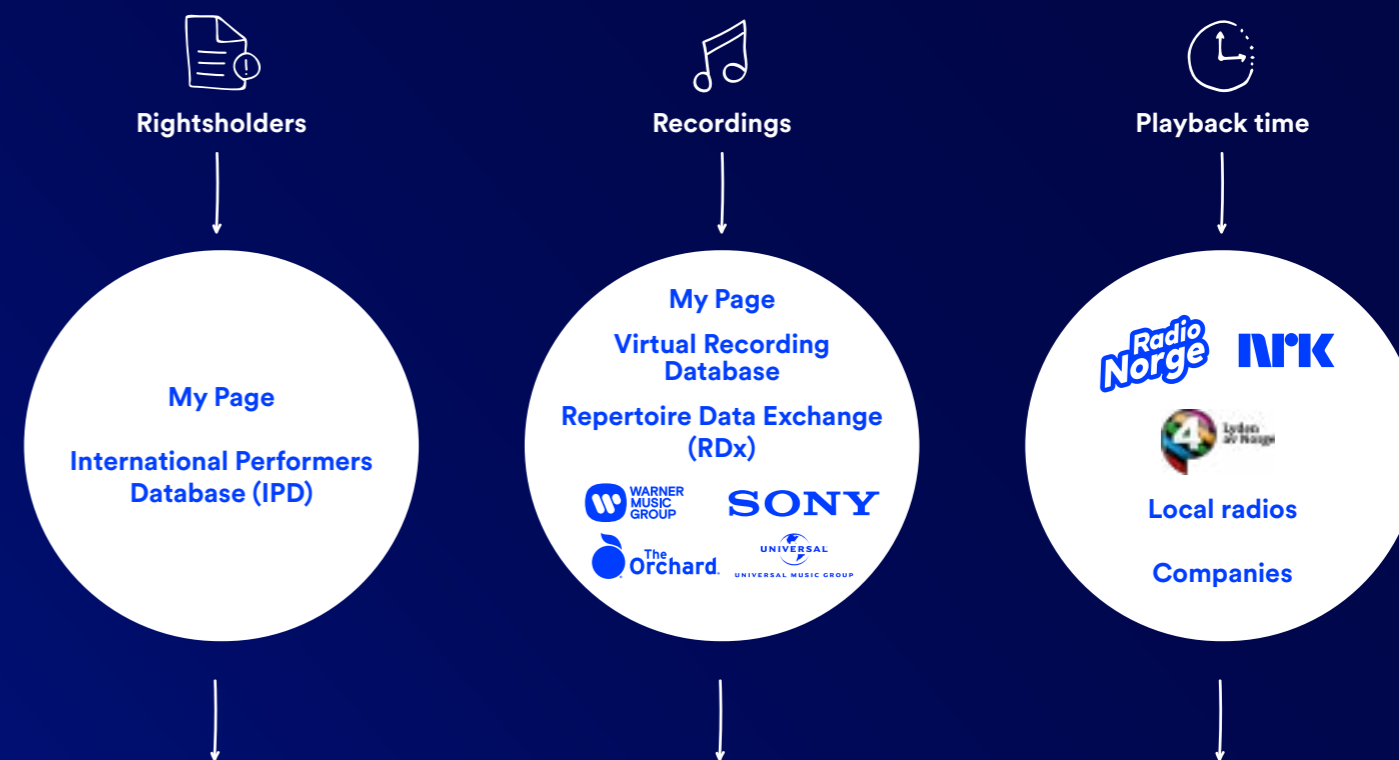 Rightsholders
Recordings
Playback time
My Page
International Performers
Database (IPD)
My Page
Virtual Recording
Database
Repertoire Data Exchange
(RDx)
WARNER
MUSIC
GROUP
SONY
The
Orchard
UNIVERSAL
UNIVERSAL MUSIC GROUP
Radio
Norge
NRK
4
Lyden
av Norge
Local radios
Companies